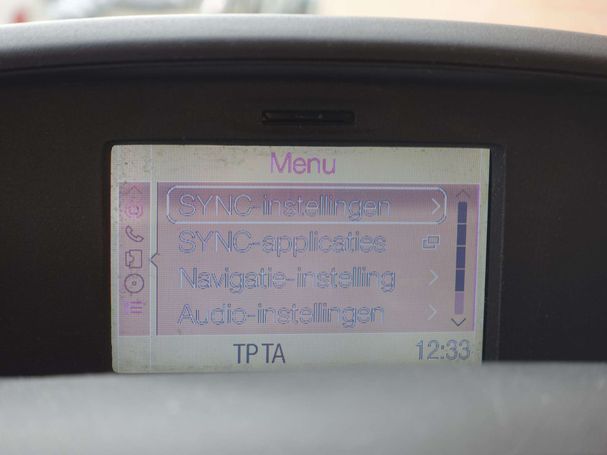 Menu
SYNC-instellingen
SYNC-applicaties
Navigatie-instelling
Audio-instellingen
TP TA
12:33